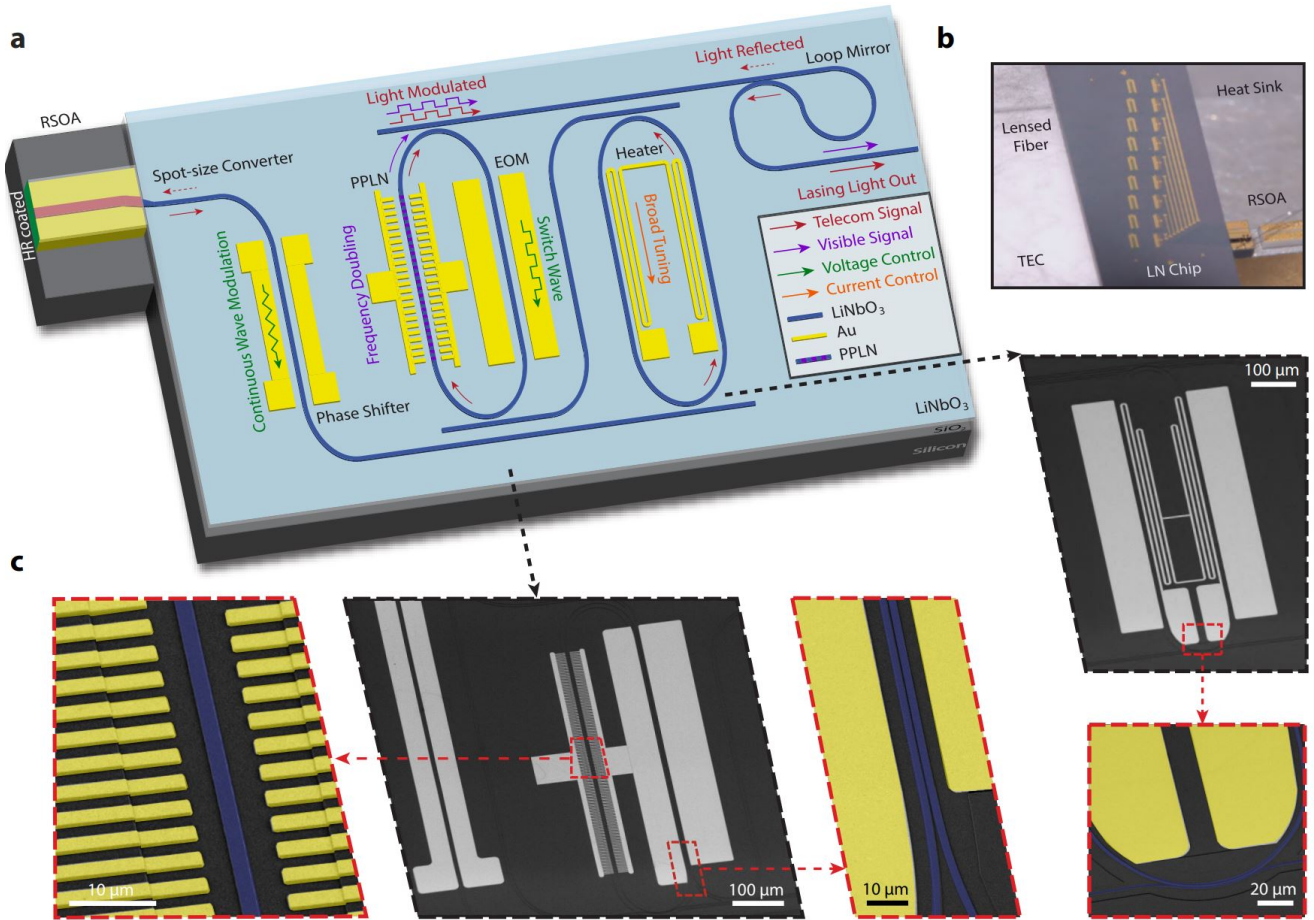 a
RSOA
HR coated
Spot-size Converter
Light Modulated
Light Reflected
Loop Mirror
PPLN
EOM
Heater
Lasing Light Out
Continuous Wave Modulation
Frequency Doubling
Switch Wave
Broad Tuning
Phase Shifter
Telecom Signal
Visible Signal
Voltage Control
Current Control
LiNbO₃
Au
PPLN
LiNbO₃
SiO₂
Silicon
b
Lensed
Fiber
Heat Sink
RSOA
TEC
LN Chip
100 µm
c
10 µm
100 µm
10 µm
20 µm